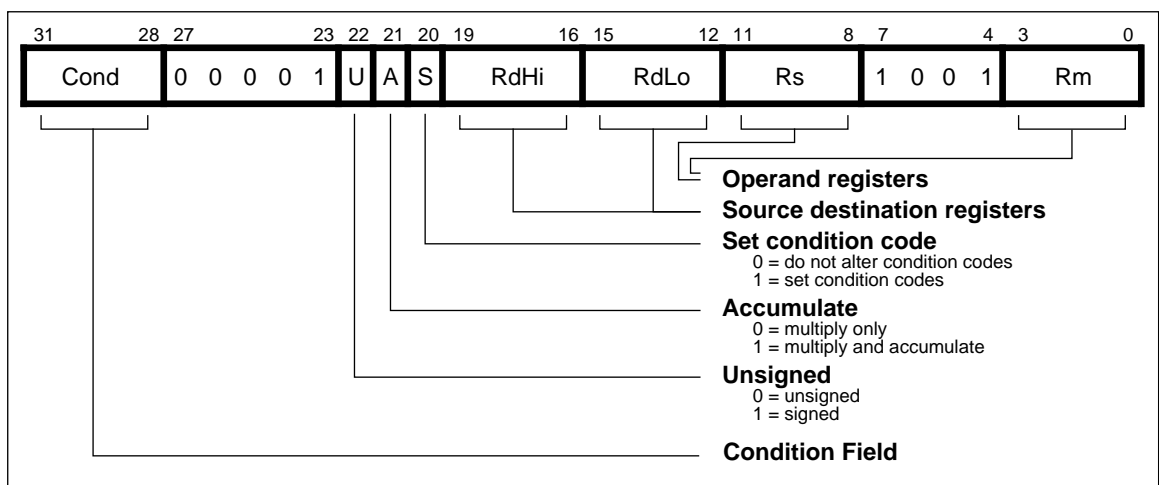 31 28 27 23 22 21 20 19 16 15 12 11 8 7 4 3 0
Cond 0 0 0 0 1 U A S RdHi RdLo Rs 1 0 0 1 Rm
Operand registers
Source destination registers
Set condition code
0 = do not alter condition codes
1 = set condition codes
Accumulate
0 = multiply only
1 = multiply and accumulate
Unsigned
0 = unsigned
1 = signed
Condition Field